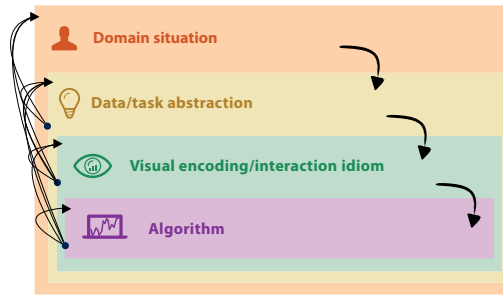 Domain situation
Data/task abstraction
Visual encoding/interaction idiom
Algorithm